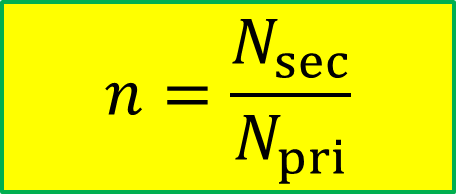 n = N_sec / N_pri